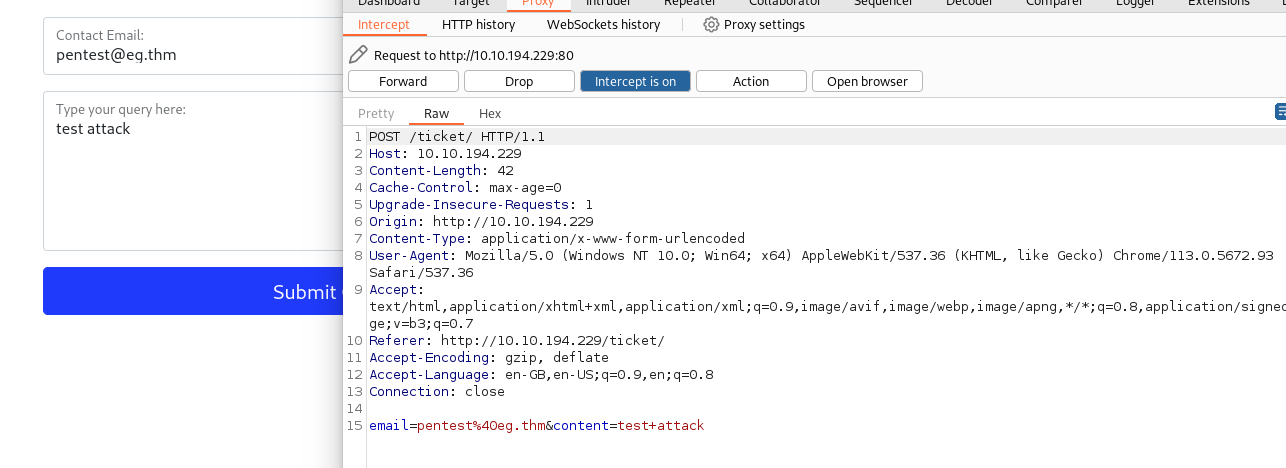 Dashboard Target Proxy Intruder Repeater Collaborator Sequencer Decoder Comparer Logger Extensions
Intercept HTTP history WebSockets history Proxy settings
Request to http://10.10.194.229:80
Forward Drop Intercept is on Action Open browser
Pretty Raw Hex
Contact Email:
pentest@eg.thm
Type your query here:
test attack
Submit
1 POST /ticket/ HTTP/1.1
2 Host: 10.10.194.229
3 Content-Length: 42
4 Cache-Control: max-age=0
5 Upgrade-Insecure-Requests: 1
6 Origin: http://10.10.194.229
7 Content-Type: application/x-www-form-urlencoded
8 User-Agent: Mozilla/5.0 (Windows NT 10.0; Win64; x64) AppleWebKit/537.36 (KHTML, like Gecko) Chrome/113.0.5672.93
Safari/537.36
9 Accept:
text/html,application/xhtml+xml,application/xml;q=0.9,image/avif,image/webp,image/apng,*/*;q=0.8,application/signed
ge;v=b3;q=0.7
10 Referer: http://10.10.194.229/ticket/
11 Accept-Encoding: gzip, deflate
12 Accept-Language: en-GB,en-US;q=0.9,en;q=0.8
13 Connection: close
14
15 email=pentest%40eg.thm&content=test+attack